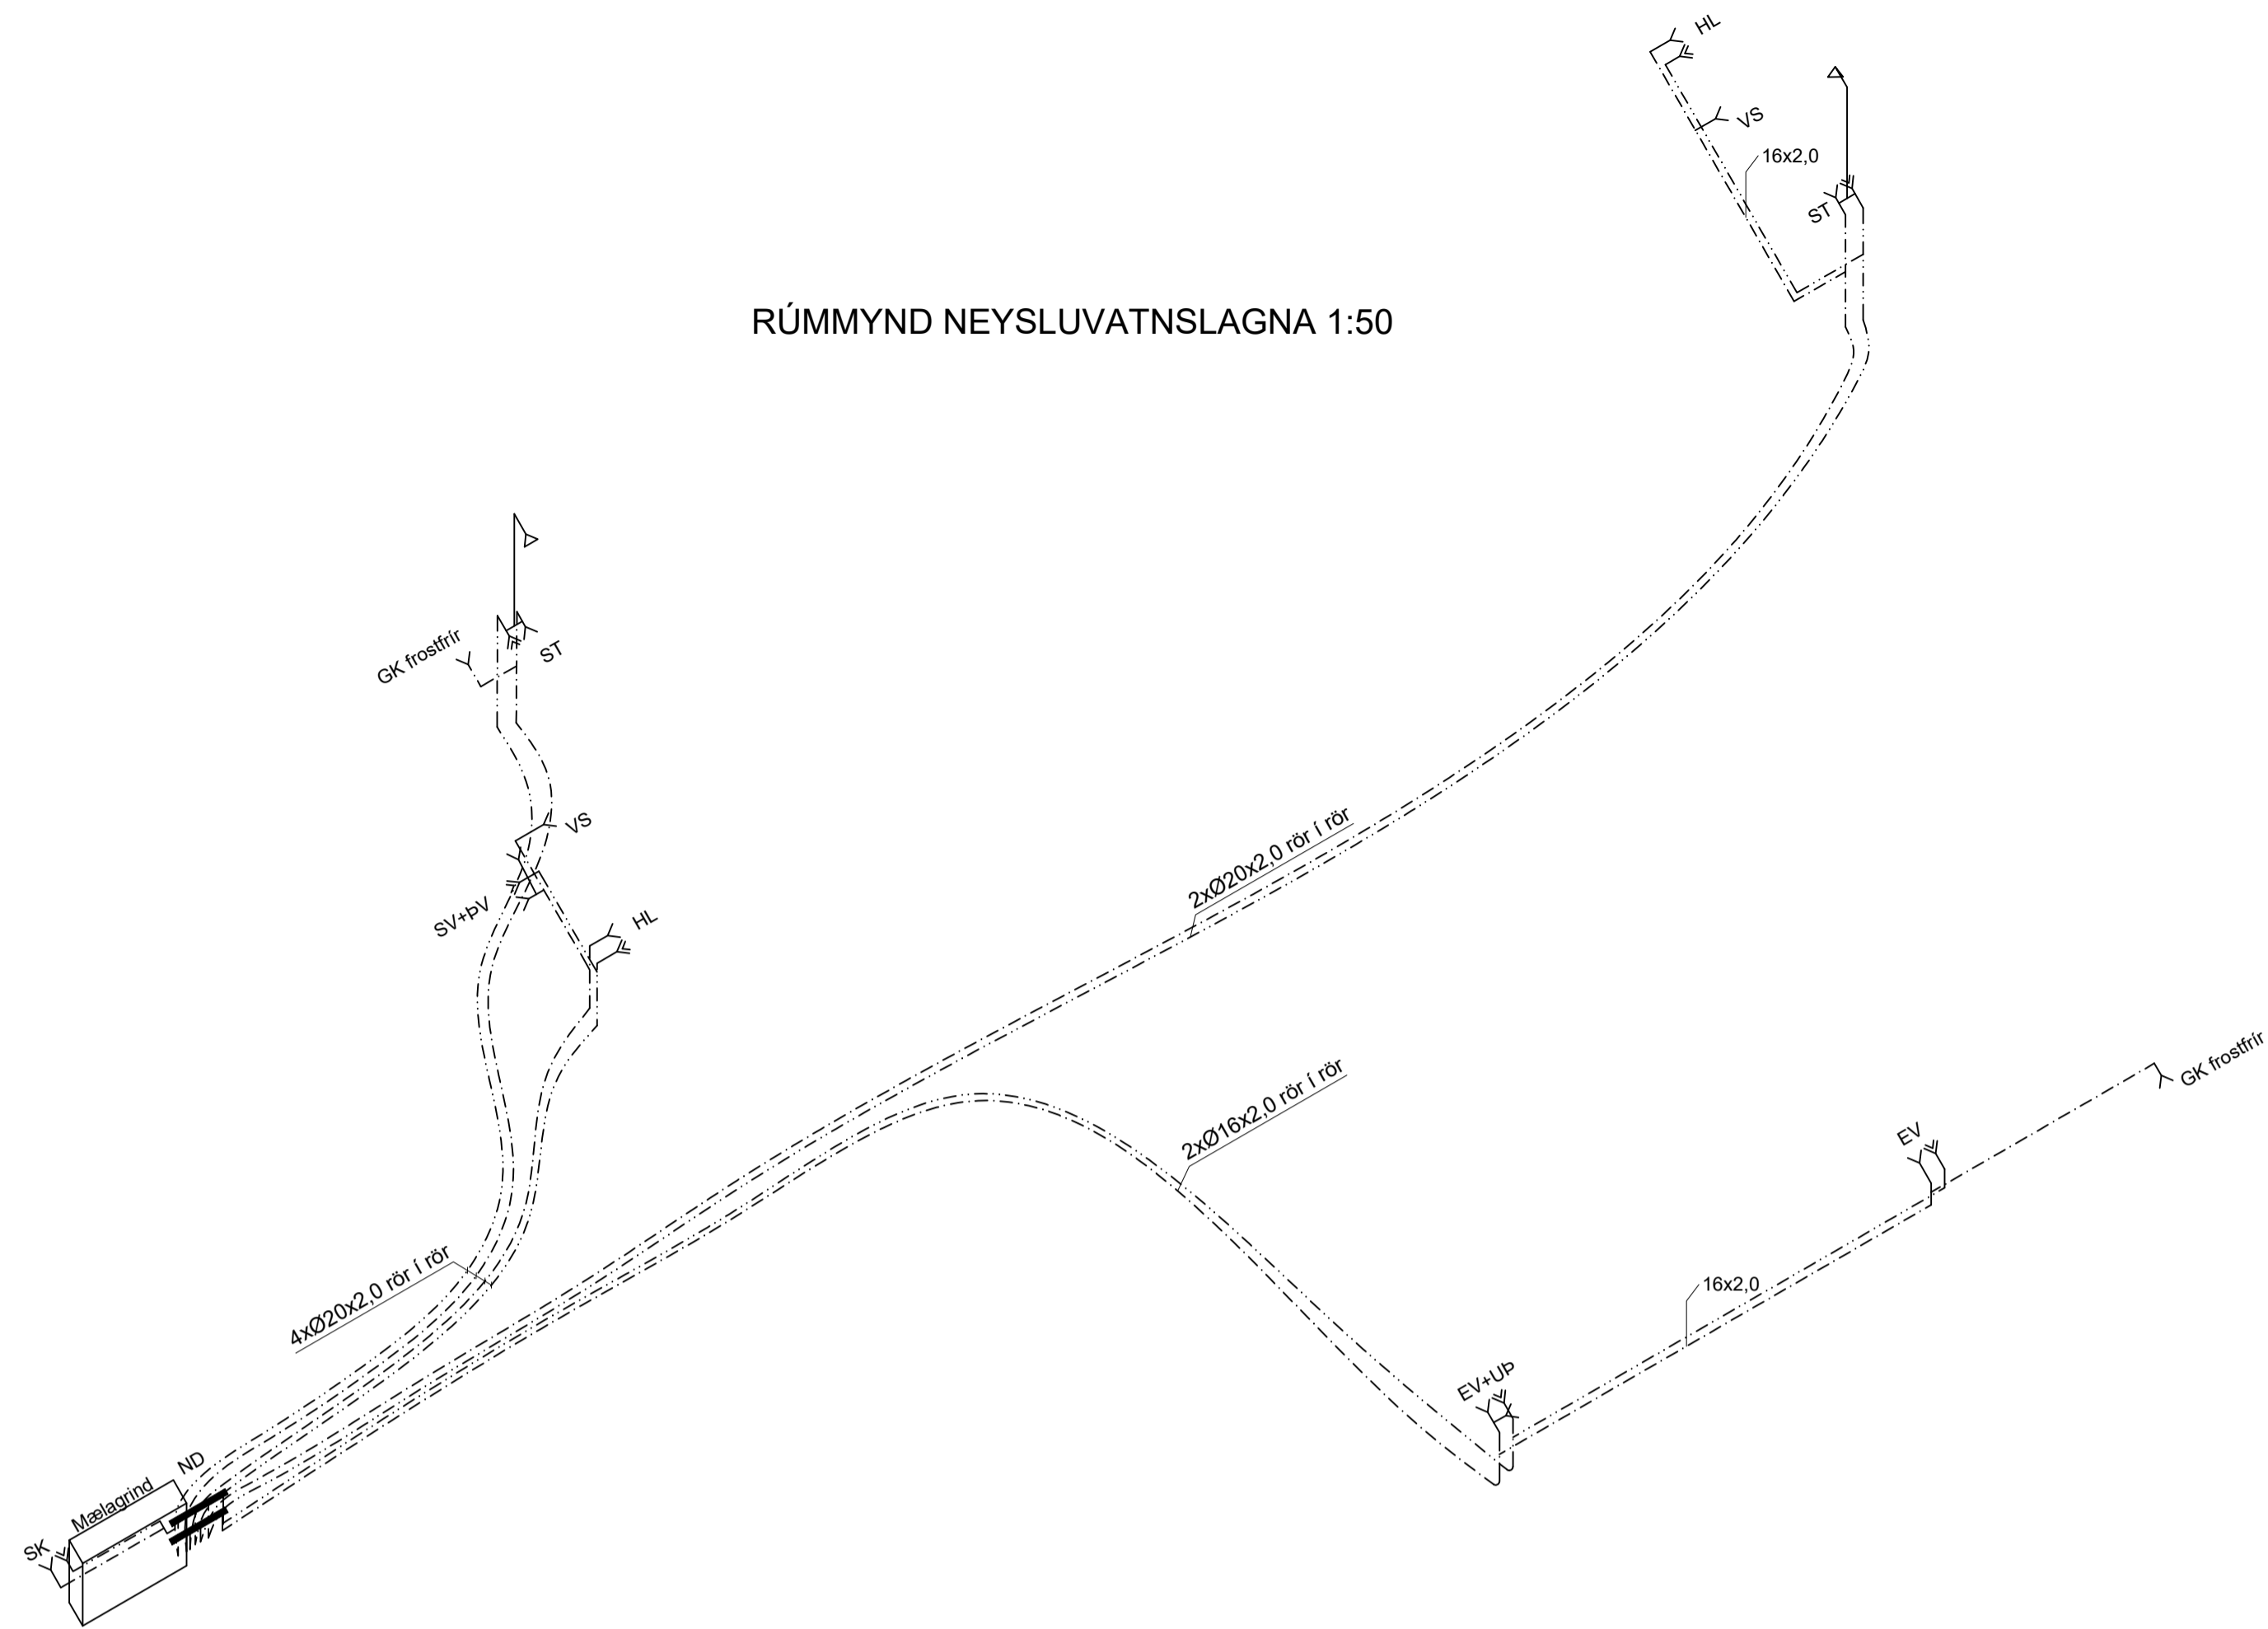 HL
VS
16x2,0
ST
RÚMMYND NEYSLUVATNSLAGNA 1:50
GK frostfrír
ST
VS
SV+ÞV
HL
2xØ20x2,0 rör í rör
2xØ16x2,0 rör í rör
GK frostfrír
EV
4xØ20x2,0 rör í rör
16x2,0
EV+UÞ
ND
Mælagrind
SK